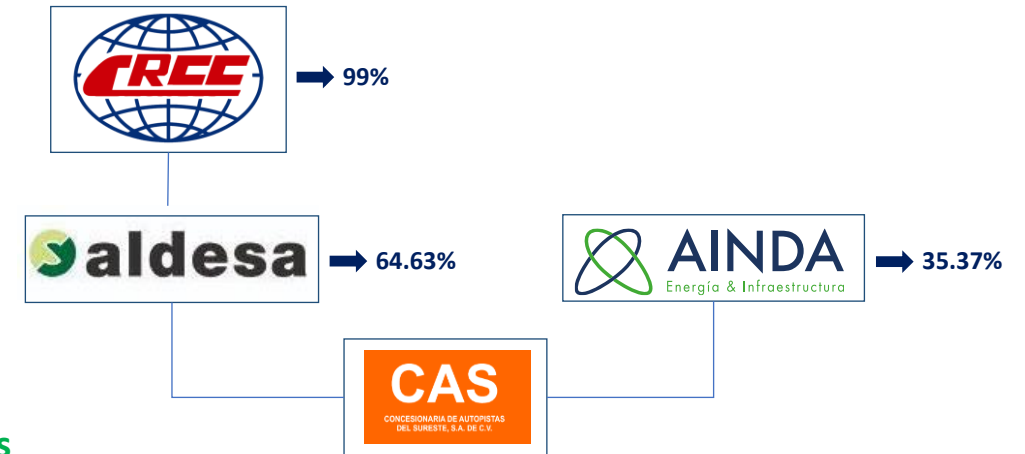 CRCC
99%
aldesa
64.63%
AINDA
Energía & Infraestructura
35.37%
CAS
CONCESIONARIA DE AUTOPISTAS
DEL SURESTE, S.A. DE C.V.
s